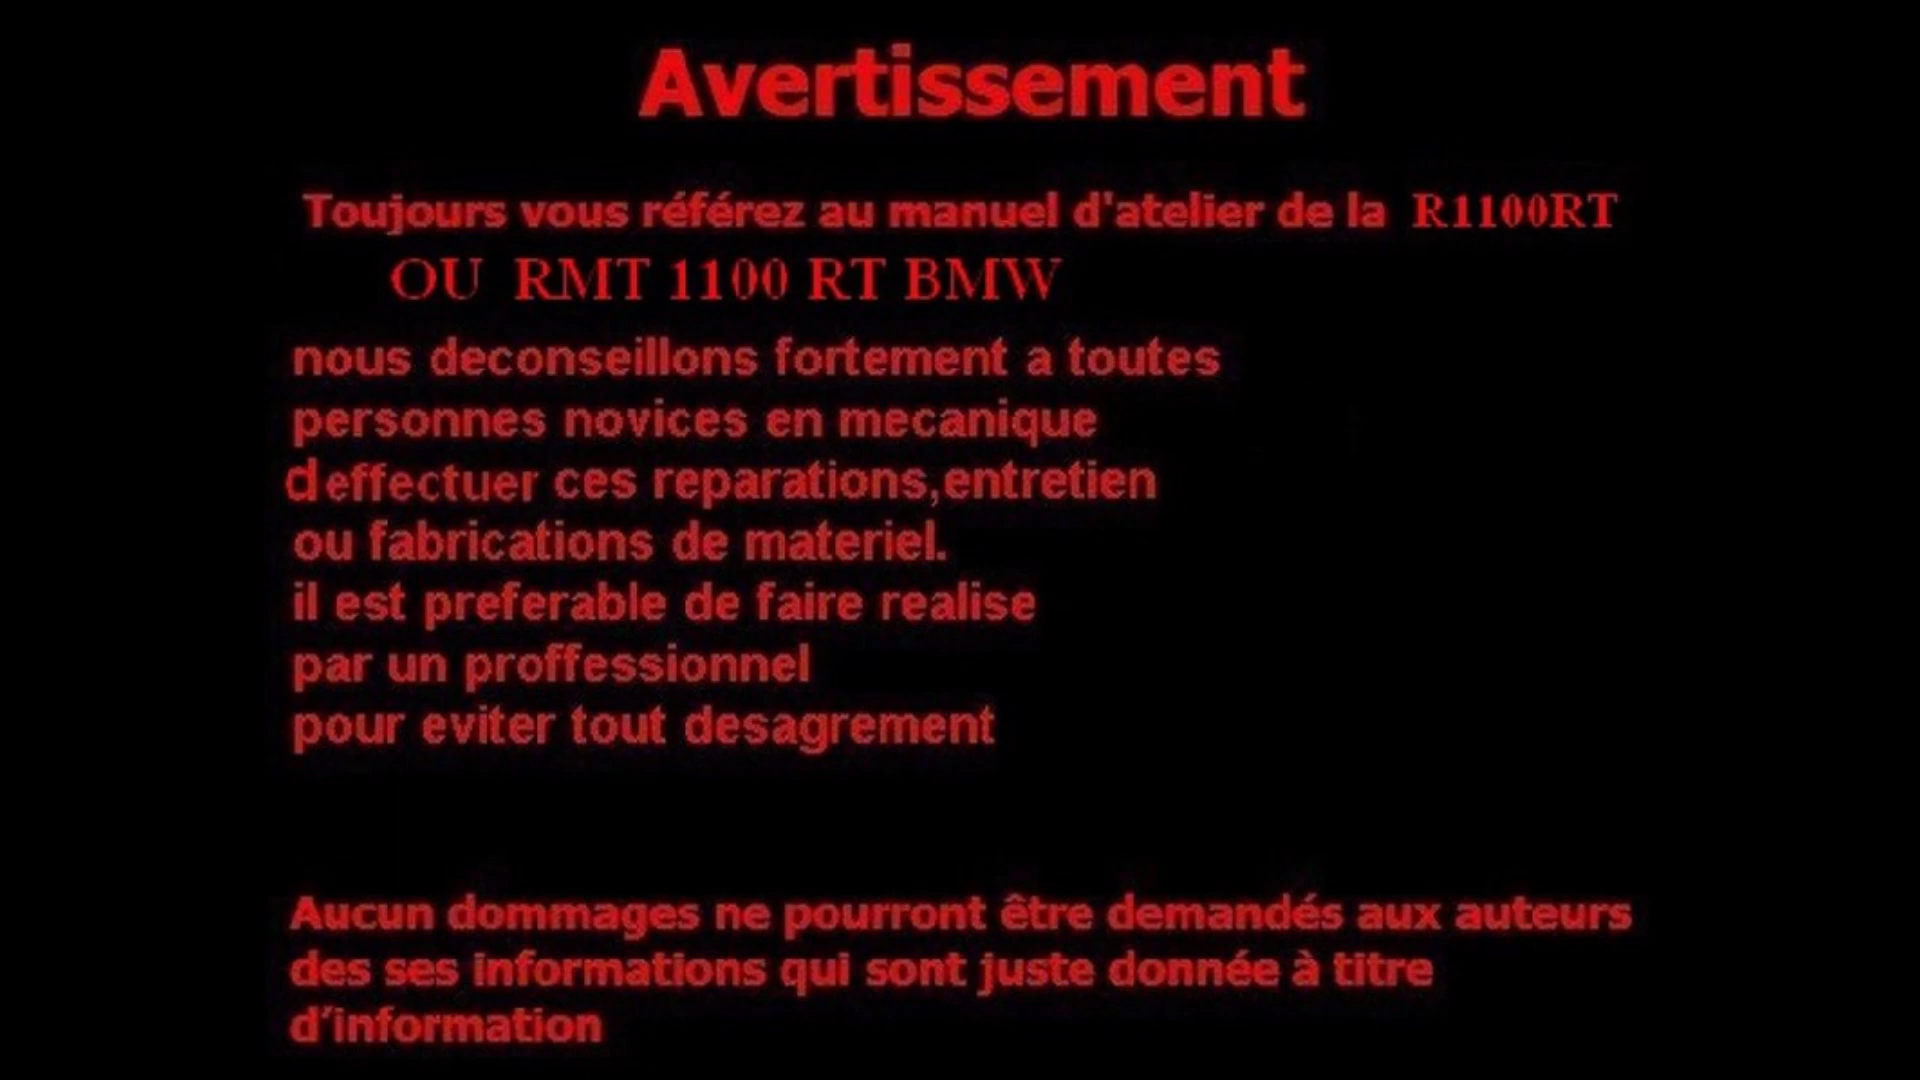 Avertissement
Toujours vous référez au manuel d'atelier de la R1100RT
OU RMT 1100 RT BMW
nous deconseillons fortement a toutes
personnes novices en mecanique
deffectuer ces reparations,entretien
ou fabrications de materiel.
il est preferable de faire realise
par un proffessionnel
pour eviter tout desagrement
Aucun dommages ne pourront être demandés aux auteurs
des ses informations qui sont juste donnée à titre
d’information